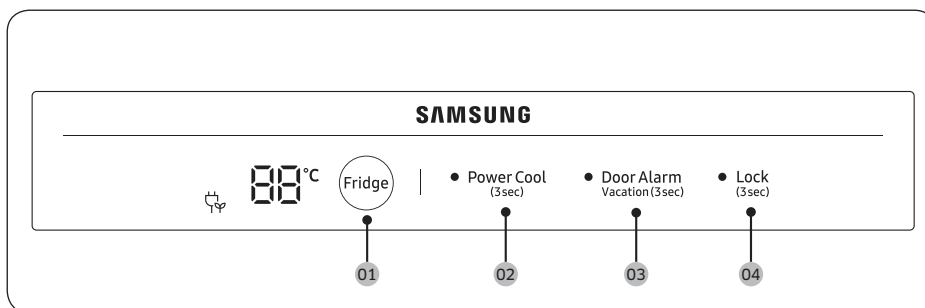 SAMSUNG
88°C Fridge Power Cool Door Alarm Lock
(3sec) Vacation(3sec) (3sec)
01 02 03 04